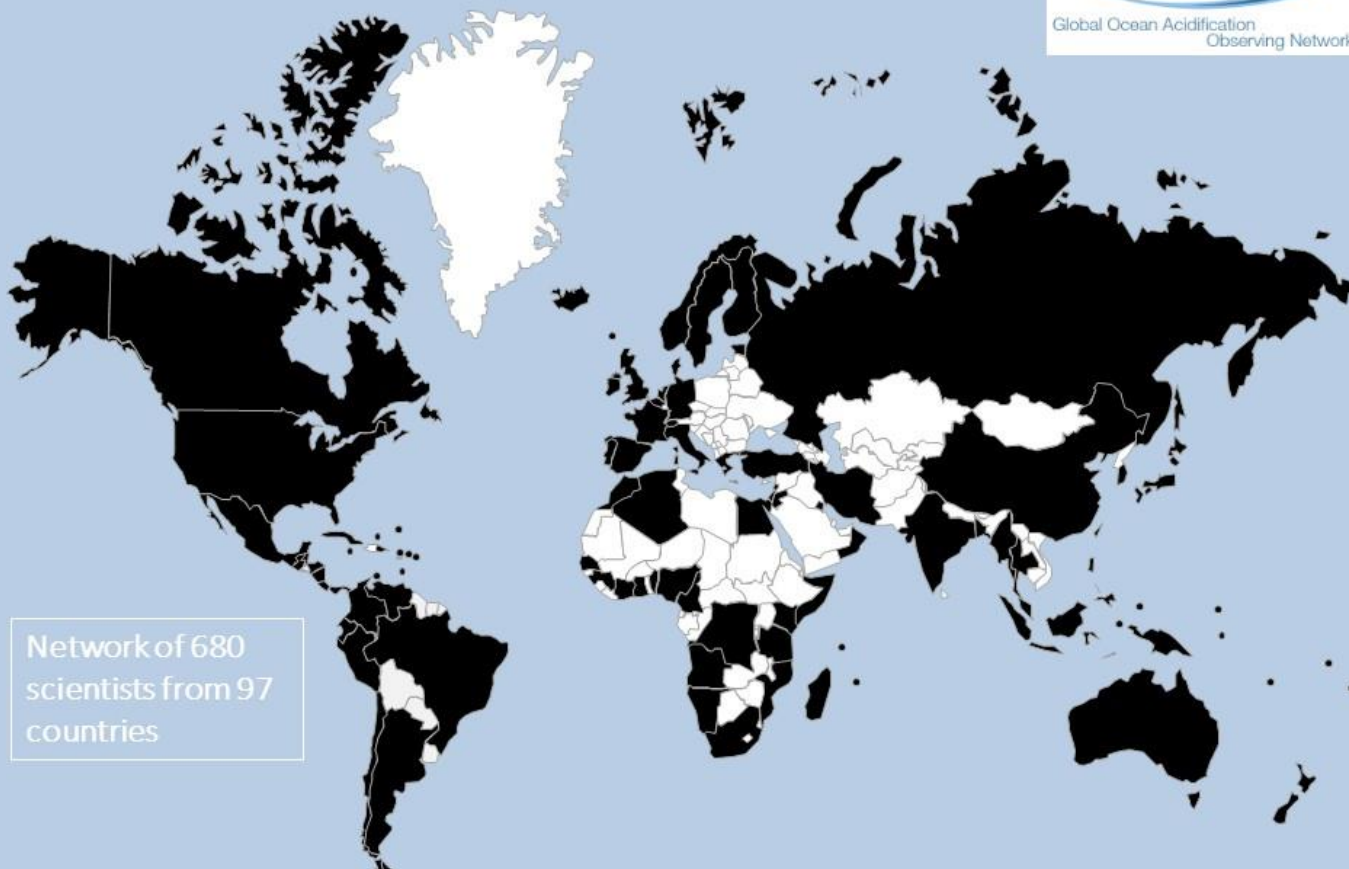 Global Ocean Acidification
Observing Network
Network of 680
scientists from 97
countries